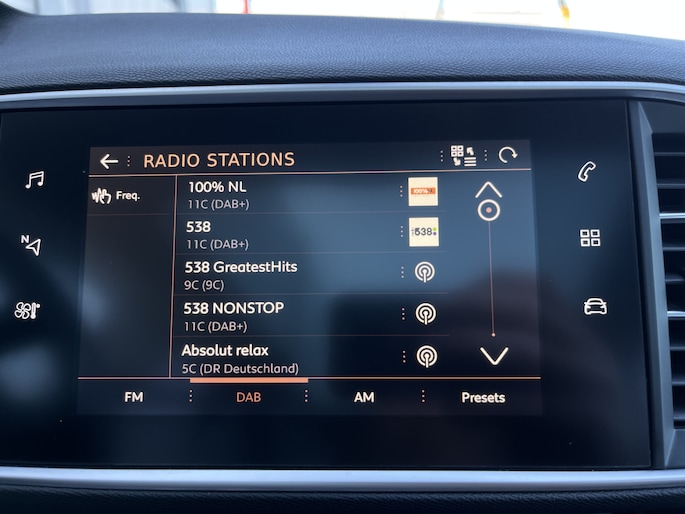 RADIO STATIONS
Freq.
100% NL
11C (DAB+)
538
11C (DAB+)
538
538 GreatestHits
9C (9C)
538 NONSTOP
11C (DAB+)
Absolut relax
5C (DR Deutschland)
FM
DAB
AM
Presets
N